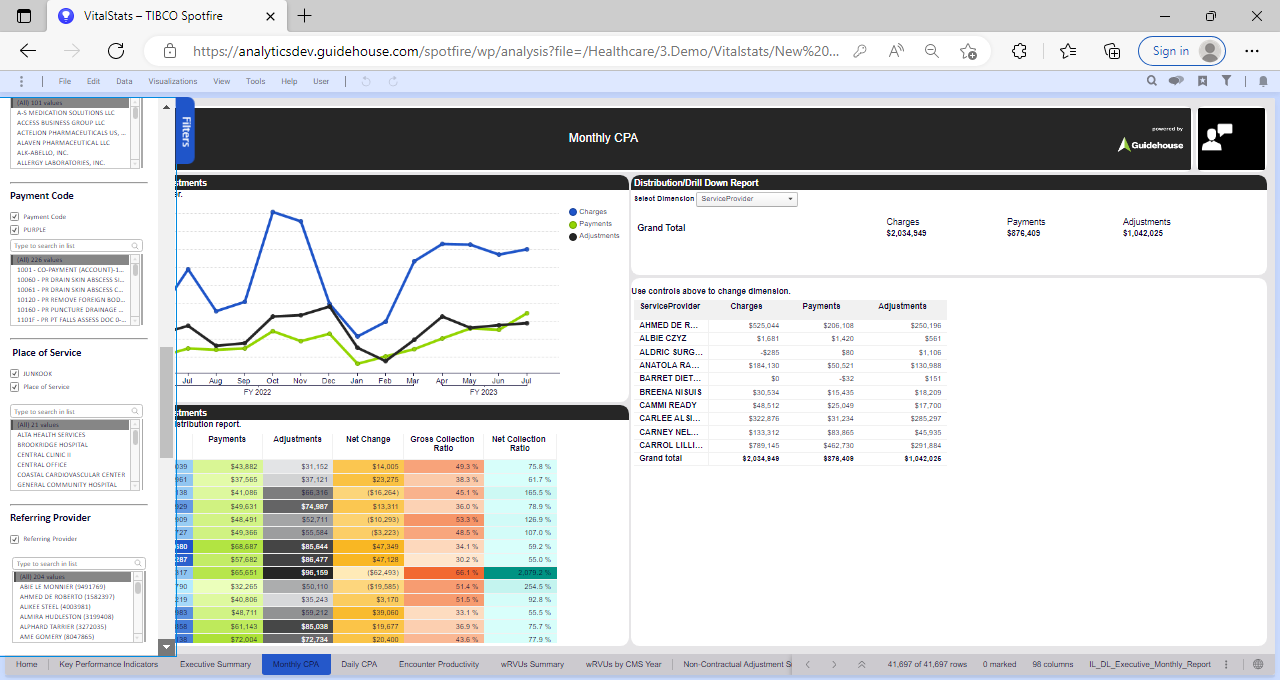 VitalStats – TIBCO Spotfire
https://analyticsdev.guidehouse.com/spotfire/wp/analysis?file=/Healthcare/3.Demo/Vitalstats/New%20...
Sign in
File Edit Data Visualizations View Tools Help User
(All) 101 values
A-S MEDICATION SOLUTIONS LLC
ACCESS BUSINESS GROUP LLC
ACTELION PHARMACEUTICALS US, ...
ALAVEN PHARMACEUTICAL LLC
ALK-ABELLO, INC.
ALLERGY LABORATORIES, INC.
Payment Code
Payment Code
PURPLE
Type to search in list
(All) 226 values
1001 - CO-PAYMENT (ACCOUNT)-1...
10060 - PR DRAIN SKIN ABSCESS SI...
10061 - PR DRAIN SKIN ABSCESS C...
10120 - PR REMOVE FOREIGN BOD...
10160 - PR PUNCTURE DRAINAGE ...
1101F - PR PT FALLS ASSESS DOC 0-...
Place of Service
JUNKOOK
Place of Service
Type to search in list
(All) 21 values
ALTA HEALTH SERVICES
BROOKRIDGE HOSPITAL
CENTRAL CLINIC II
CENTRAL OFFICE
COASTAL CARDIOVASCULAR CENTER
GENERAL COMMUNITY HOSPITAL
Referring Provider
Referring Provider
Type to search in list
(All) 204 values
ABIE LE MONNIER (9491769)
AHMED DE ROBERTO (1582397)
ALIKEE STEEL (4003981)
ALMIRA HUDLESTON (3199408)
ALPHARD TARRIER (3272035)
AME GOMERY (8047865)
Filters
Monthly CPA
powered by
Guidehouse
stments
er.
Charges
Payments
Adjustments
Jul Aug Sep Oct Nov Dec Jan Feb Mar Apr May Jun Jul
FY 2022 FY 2023
stments
istribution report.
Payments Adjustments Net Change Gross Collection Ratio Net Collection Ratio
039 $43,882 $31,152 $14,005 49.3 % 75.8 %
961 $37,565 $37,121 $23,275 38.3 % 61.7 %
138 $41,086 $66,316 ($16,264) 45.1 % 165.5 %
929 $49,631 $74,987 $13,311 36.0 % 78.9 %
909 $48,491 $52,711 ($10,293) 53.3 % 126.9 %
727 $49,366 $55,584 ($3,223) 48.5 % 107.0 %
680 $68,687 $85,644 $47,349 34.1 % 59.2 %
287 $57,682 $86,477 $47,128 30.2 % 55.0 %
317 $65,651 $96,159 ($62,493) 66.1 % 2,079.2 %
790 $32,265 $50,110 ($19,585) 51.4 % 254.5 %
219 $40,806 $35,243 $3,170 51.5 % 92.8 %
983 $48,711 $59,212 $39,060 33.1 % 55.5 %
858 $61,143 $85,038 $19,677 36.9 % 75.7 %
138 $72,004 $72,734 $20,400 43.6 % 77.9 %
Distribution/Drill Down Report
Select Dimension ServiceProvider
Charges Payments Adjustments
Grand Total $2,034,949 $876,409 $1,042,025
Use controls above to change dimension.
ServiceProvider Charges Payments Adjustments
AHMED DE R... $525,044 $206,108 $250,196
ALBIE CZYZ $1,681 $1,420 $561
ALDRIC SURG... -$285 $80 $1,106
ANATOLA RA... $184,130 $50,521 $130,988
BARRET DIET... $0 -$32 $151
BREENA NISUIS $30,534 $15,435 $18,209
CAMMI READY $48,512 $25,049 $17,700
CARLEE ALSI... $322,876 $31,234 $285,297
CARNEY NEL... $133,312 $83,865 $45,935
CARROL LILLI... $789,145 $462,730 $291,884
Grand total $2,034,949 $876,409 $1,042,025
Home Key Performance Indicators Executive Summary Monthly CPA Daily CPA Encounter Productivity wRVUs Summary wRVUs by CMS Year Non-Contractual Adjustment S
41,697 of 41,697 rows 0 marked 98 columns IL_DL_Executive_Monthly_Report